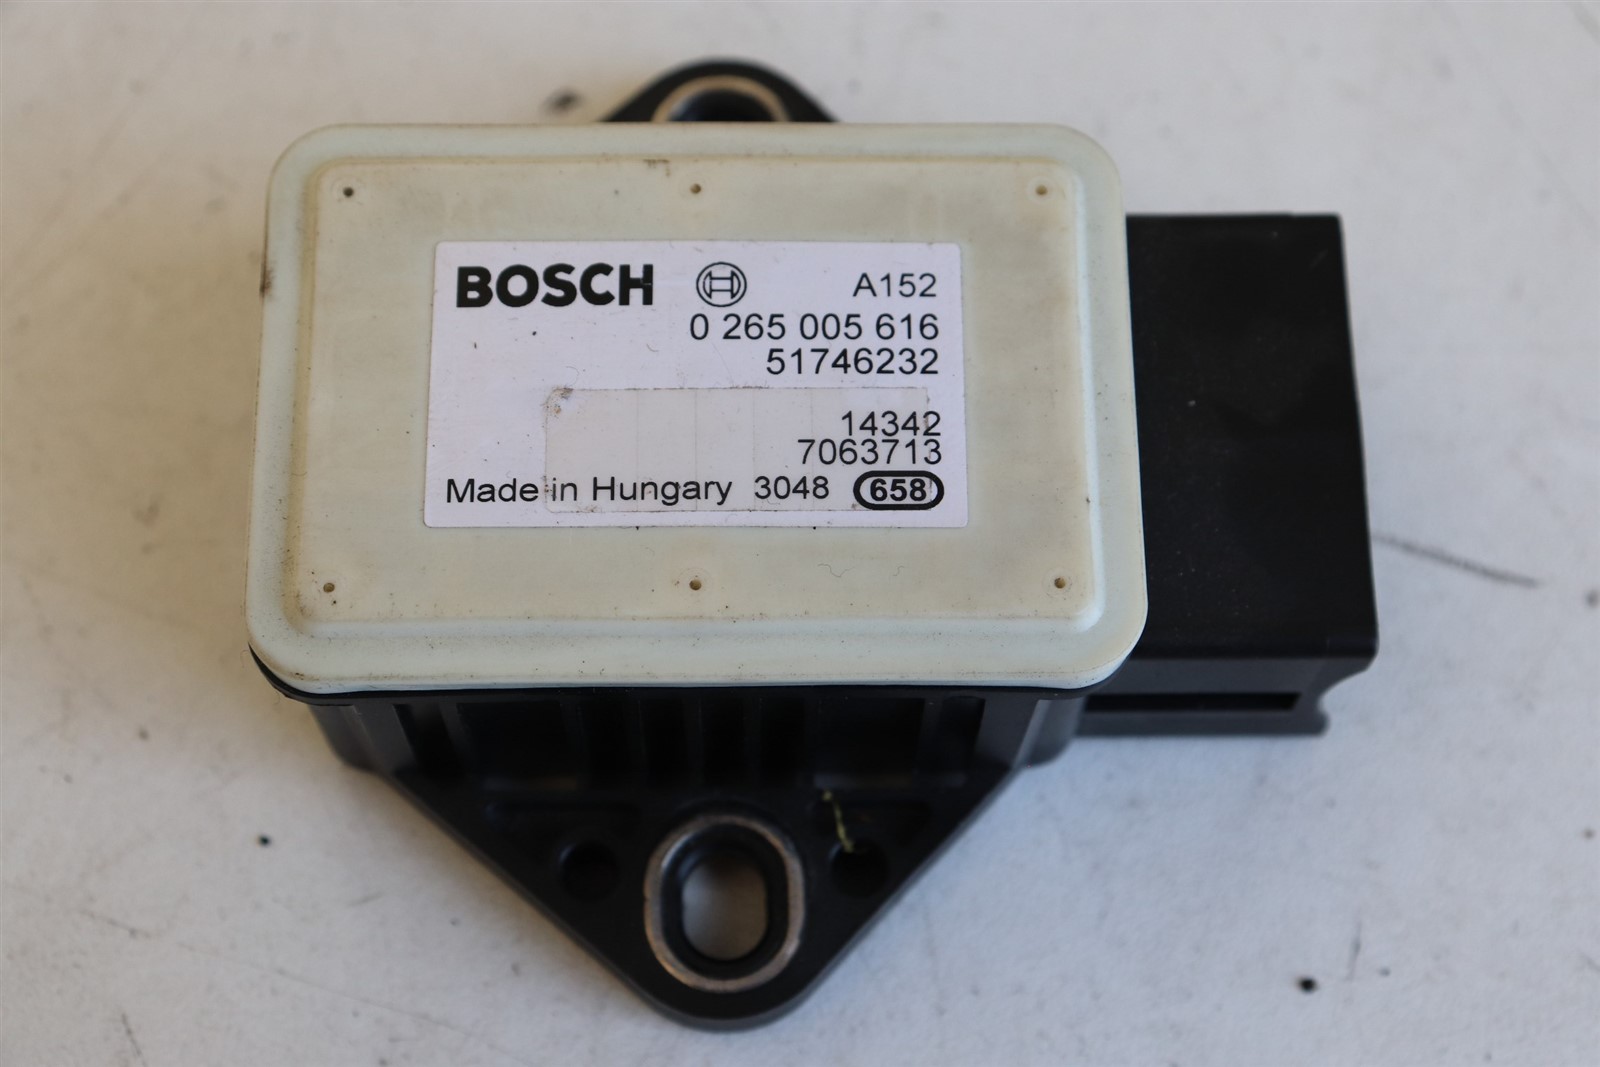 BOSCH A152
0 265 005 616
51746232
14342
7063713
Made in Hungary 3048 658